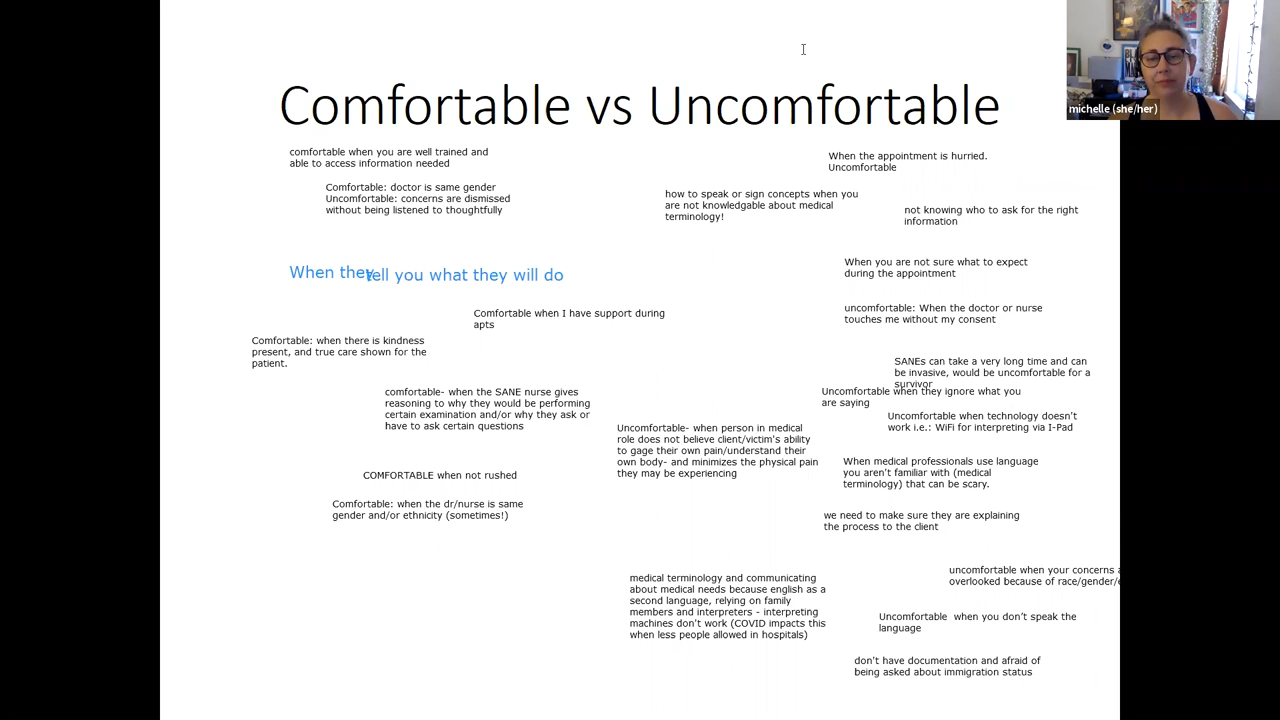 Comfortable vs Uncomfortable
michelle (she/her)
comfortable when you are well trained and
able to access information needed
Comfortable: doctor is same gender
Uncomfortable: concerns are dismissed
without being listened to thoughtfully
When they
tell you what they will do
Comfortable when I have support during
apts
Comfortable: when there is kindness
present, and true care shown for the
patient.
comfortable- when the SANE nurse gives
reasoning to why they would be performing
certain examination and/or why they ask or
have to ask certain questions
COMFORTABLE when not rushed
Comfortable: when the dr/nurse is same
gender and/or ethnicity (sometimes!)
how to speak or sign concepts when you
are not knowledgable about medical
terminology!
Uncomfortable- when person in medical
role does not believe client/victim's ability
to gage their own pain/understand their
own body- and minimizes the physical pain
they may be experiencing
medical terminology and communicating
about medical needs because english as a
second language, relying on family
members and interpreters - interpreting
machines don't work (COVID impacts this
when less people allowed in hospitals)
When the appointment is hurried.
Uncomfortable
not knowing who to ask for the right
information
When you are not sure what to expect
during the appointment
uncomfortable: When the doctor or nurse
touches me without my consent
SANEs can take a very long time and can
be invasive, would be uncomfortable for a
survivor
Uncomfortable when they ignore what you
are saying
Uncomfortable when technology doesn't
work i.e.: WiFi for interpreting via I-Pad
When medical professionals use language
you aren't familiar with (medical
terminology) that can be scary.
we need to make sure they are explaining
the process to the client
uncomfortable when your concerns
overlooked because of race/gender/
Uncomfortable when you don't speak the
language
don't have documentation and afraid of
being asked about immigration status